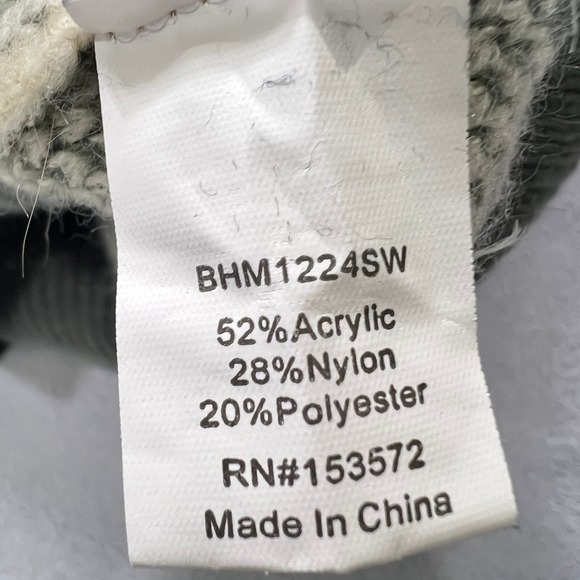 BHM1224SW
52%Acrylic
28%Nylon
20%Polyester
RN#153572
Made In China